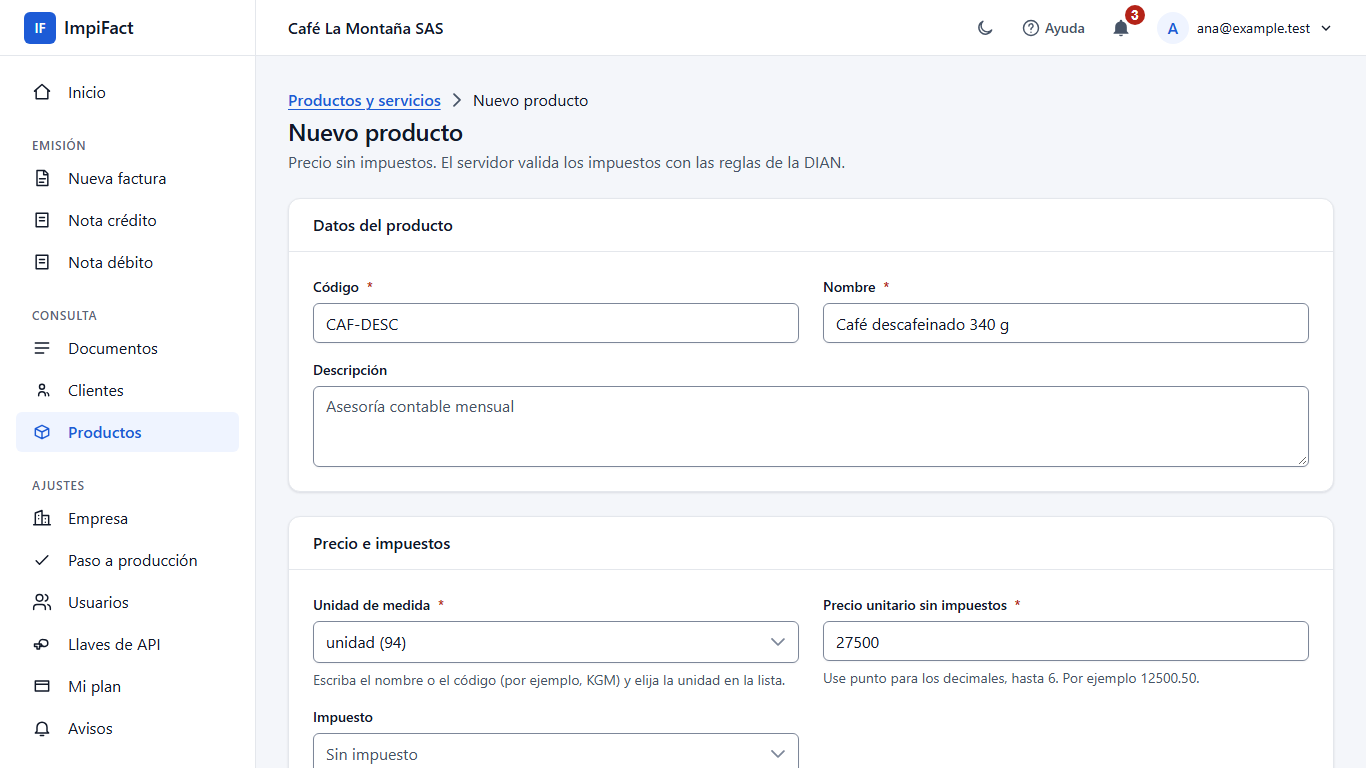 IF ImpiFact
Café La Montaña SAS
Ayuda
3
A
ana@example.test
Inicio
EMISIÓN
Nueva factura
Nota crédito
Nota débito
CONSULTA
Documentos
Clientes
Productos
AJUSTES
Empresa
Paso a producción
Usuarios
Llaves de API
Mi plan
Avisos
Productos y servicios > Nuevo producto
Nuevo producto
Precio sin impuestos. El servidor valida los impuestos con las reglas de la DIAN.
Datos del producto
Código *
CAF-DESC
Nombre *
Café descafeinado 340 g
Descripción
Asesoría contable mensual
Precio e impuestos
Unidad de medida *
unidad (94)
Escriba el nombre o el código (por ejemplo, KGM) y elija la unidad en la lista.
Precio unitario sin impuestos *
27500
Use punto para los decimales, hasta 6. Por ejemplo 12500.50.
Impuesto
Sin impuesto